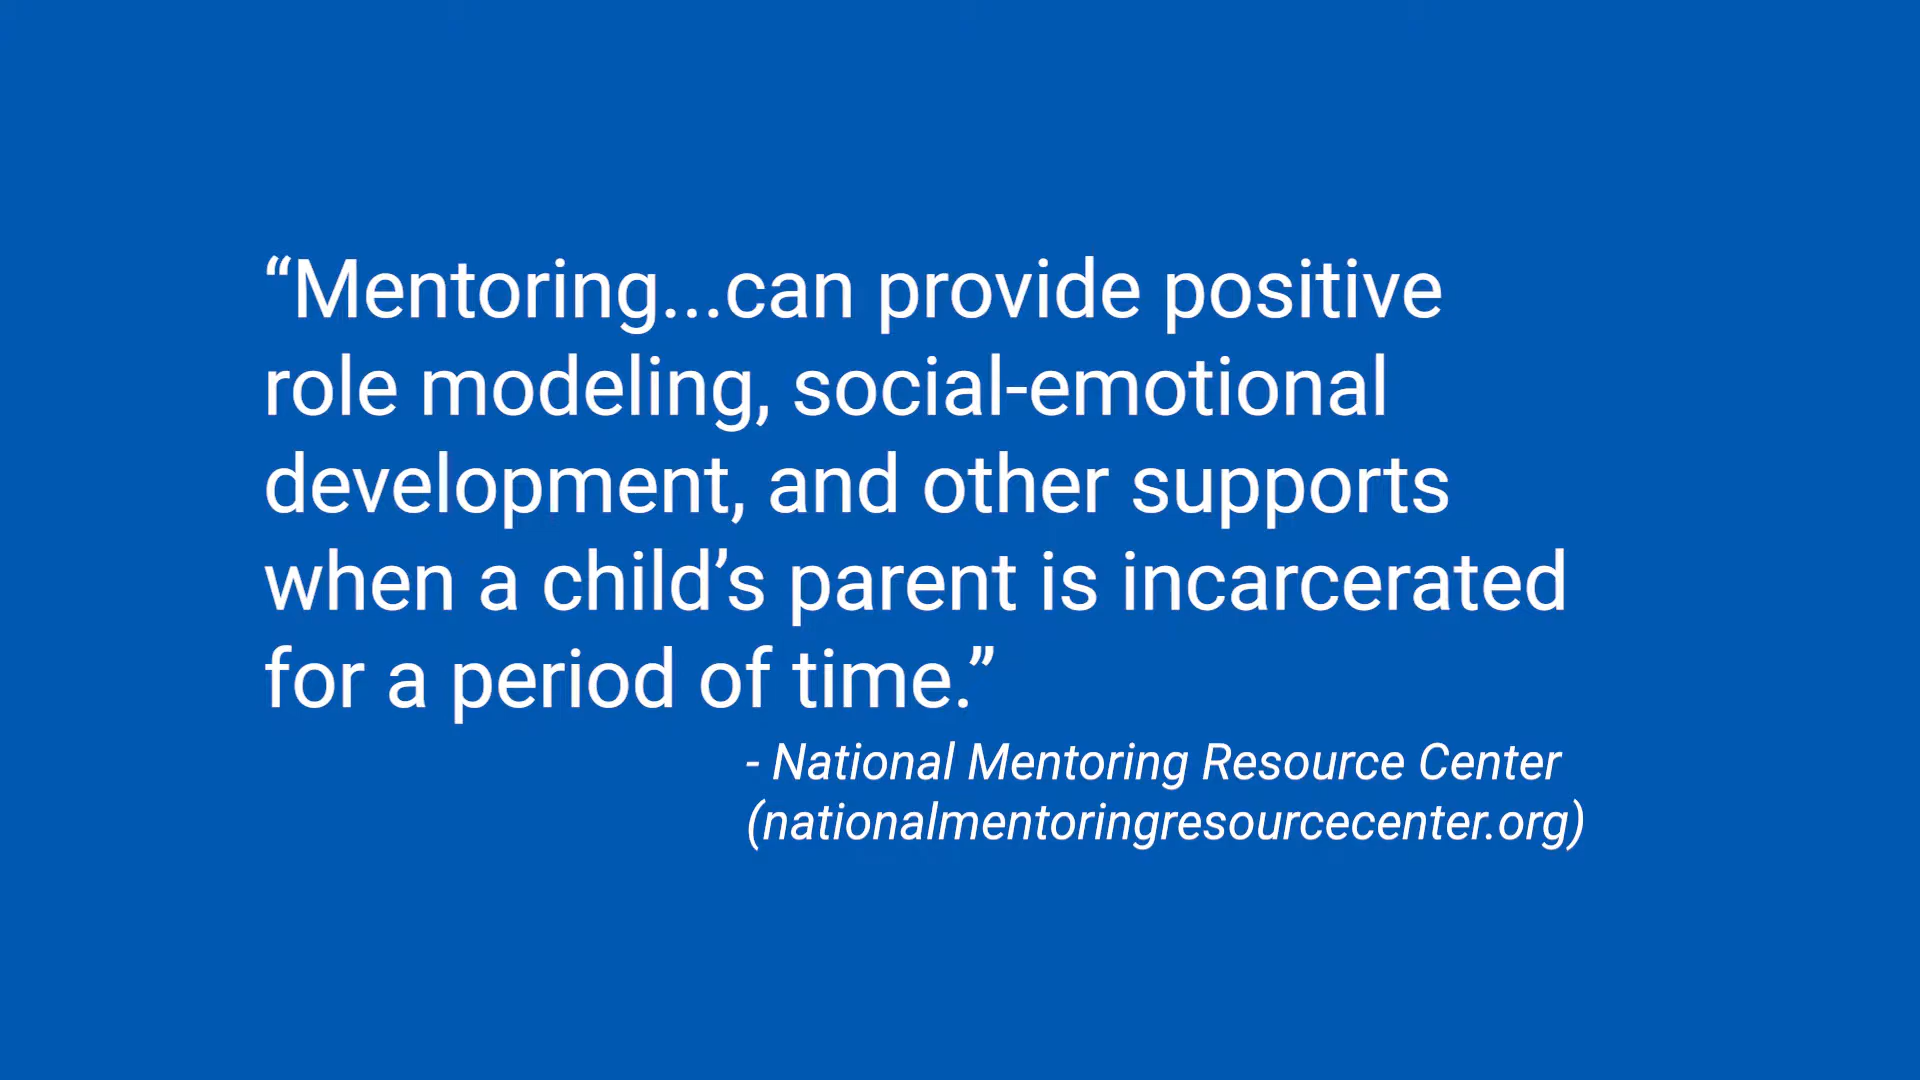 “Mentoring...can provide positive
role modeling, social-emotional
development, and other supports
when a child’s parent is incarcerated
for a period of time.”
- National Mentoring Resource Center
(nationalmentoringresourcecenter.org)